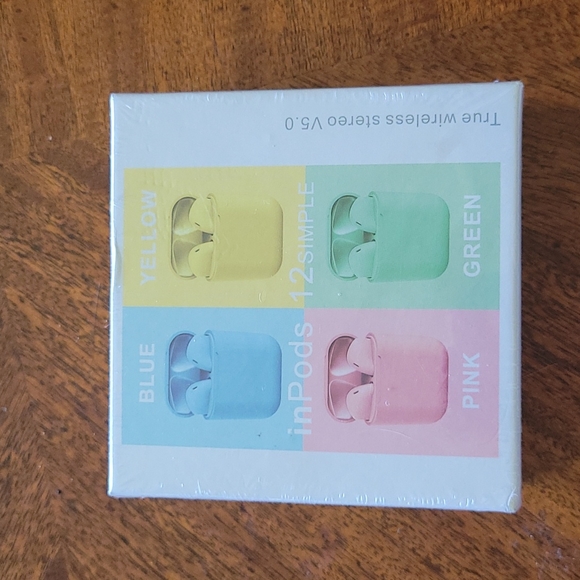 True wireless stereo V5.0
YELLOW
GREEN
inPods 12SIMPLE
BLUE
PINK